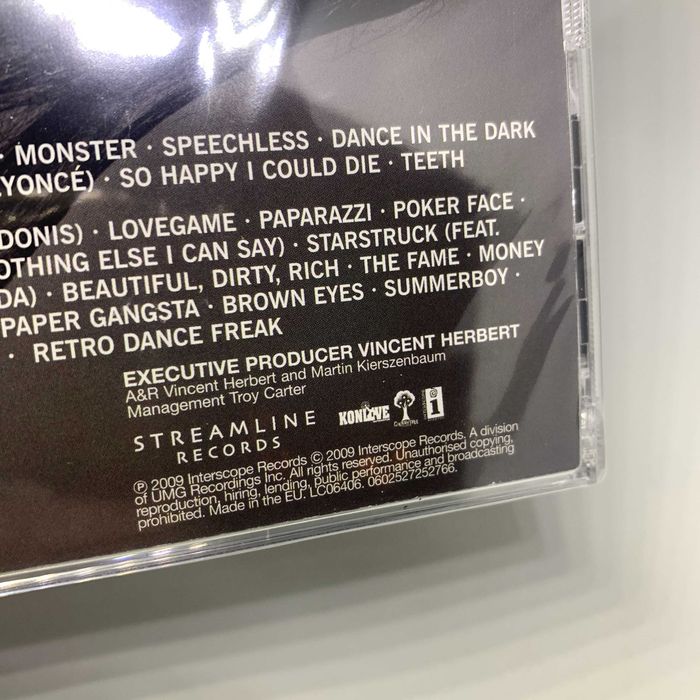 · MONSTER · SPEECHLESS · DANCE IN THE DARK
EYONCÉ) · SO HAPPY I COULD DIE · TEETH
DONIS) · LOVEGAME · PAPARAZZI · POKER FACE ·
OTHING ELSE I CAN SAY) · STARSTRUCK (FEAT.
DA) · BEAUTIFUL, DIRTY, RICH · THE FAME · MONEY
PAPER GANGSTA · BROWN EYES · SUMMERBOY ·
· RETRO DANCE FREAK
EXECUTIVE PRODUCER VINCENT HERBERT
A&R Vincent Herbert and Martin Kierszenbaum
Management Troy Carter
STREAMLINE
RECORDS
KONLIVE
i
℗ 2009 Interscope Records © 2009 Interscope Records. A division
of UMG Recordings Inc. All rights reserved. Unauthorised copying,
reproduction, hiring, lending, public performance and broadcasting
prohibited. Made in the EU. LC06406. 0602527252766.